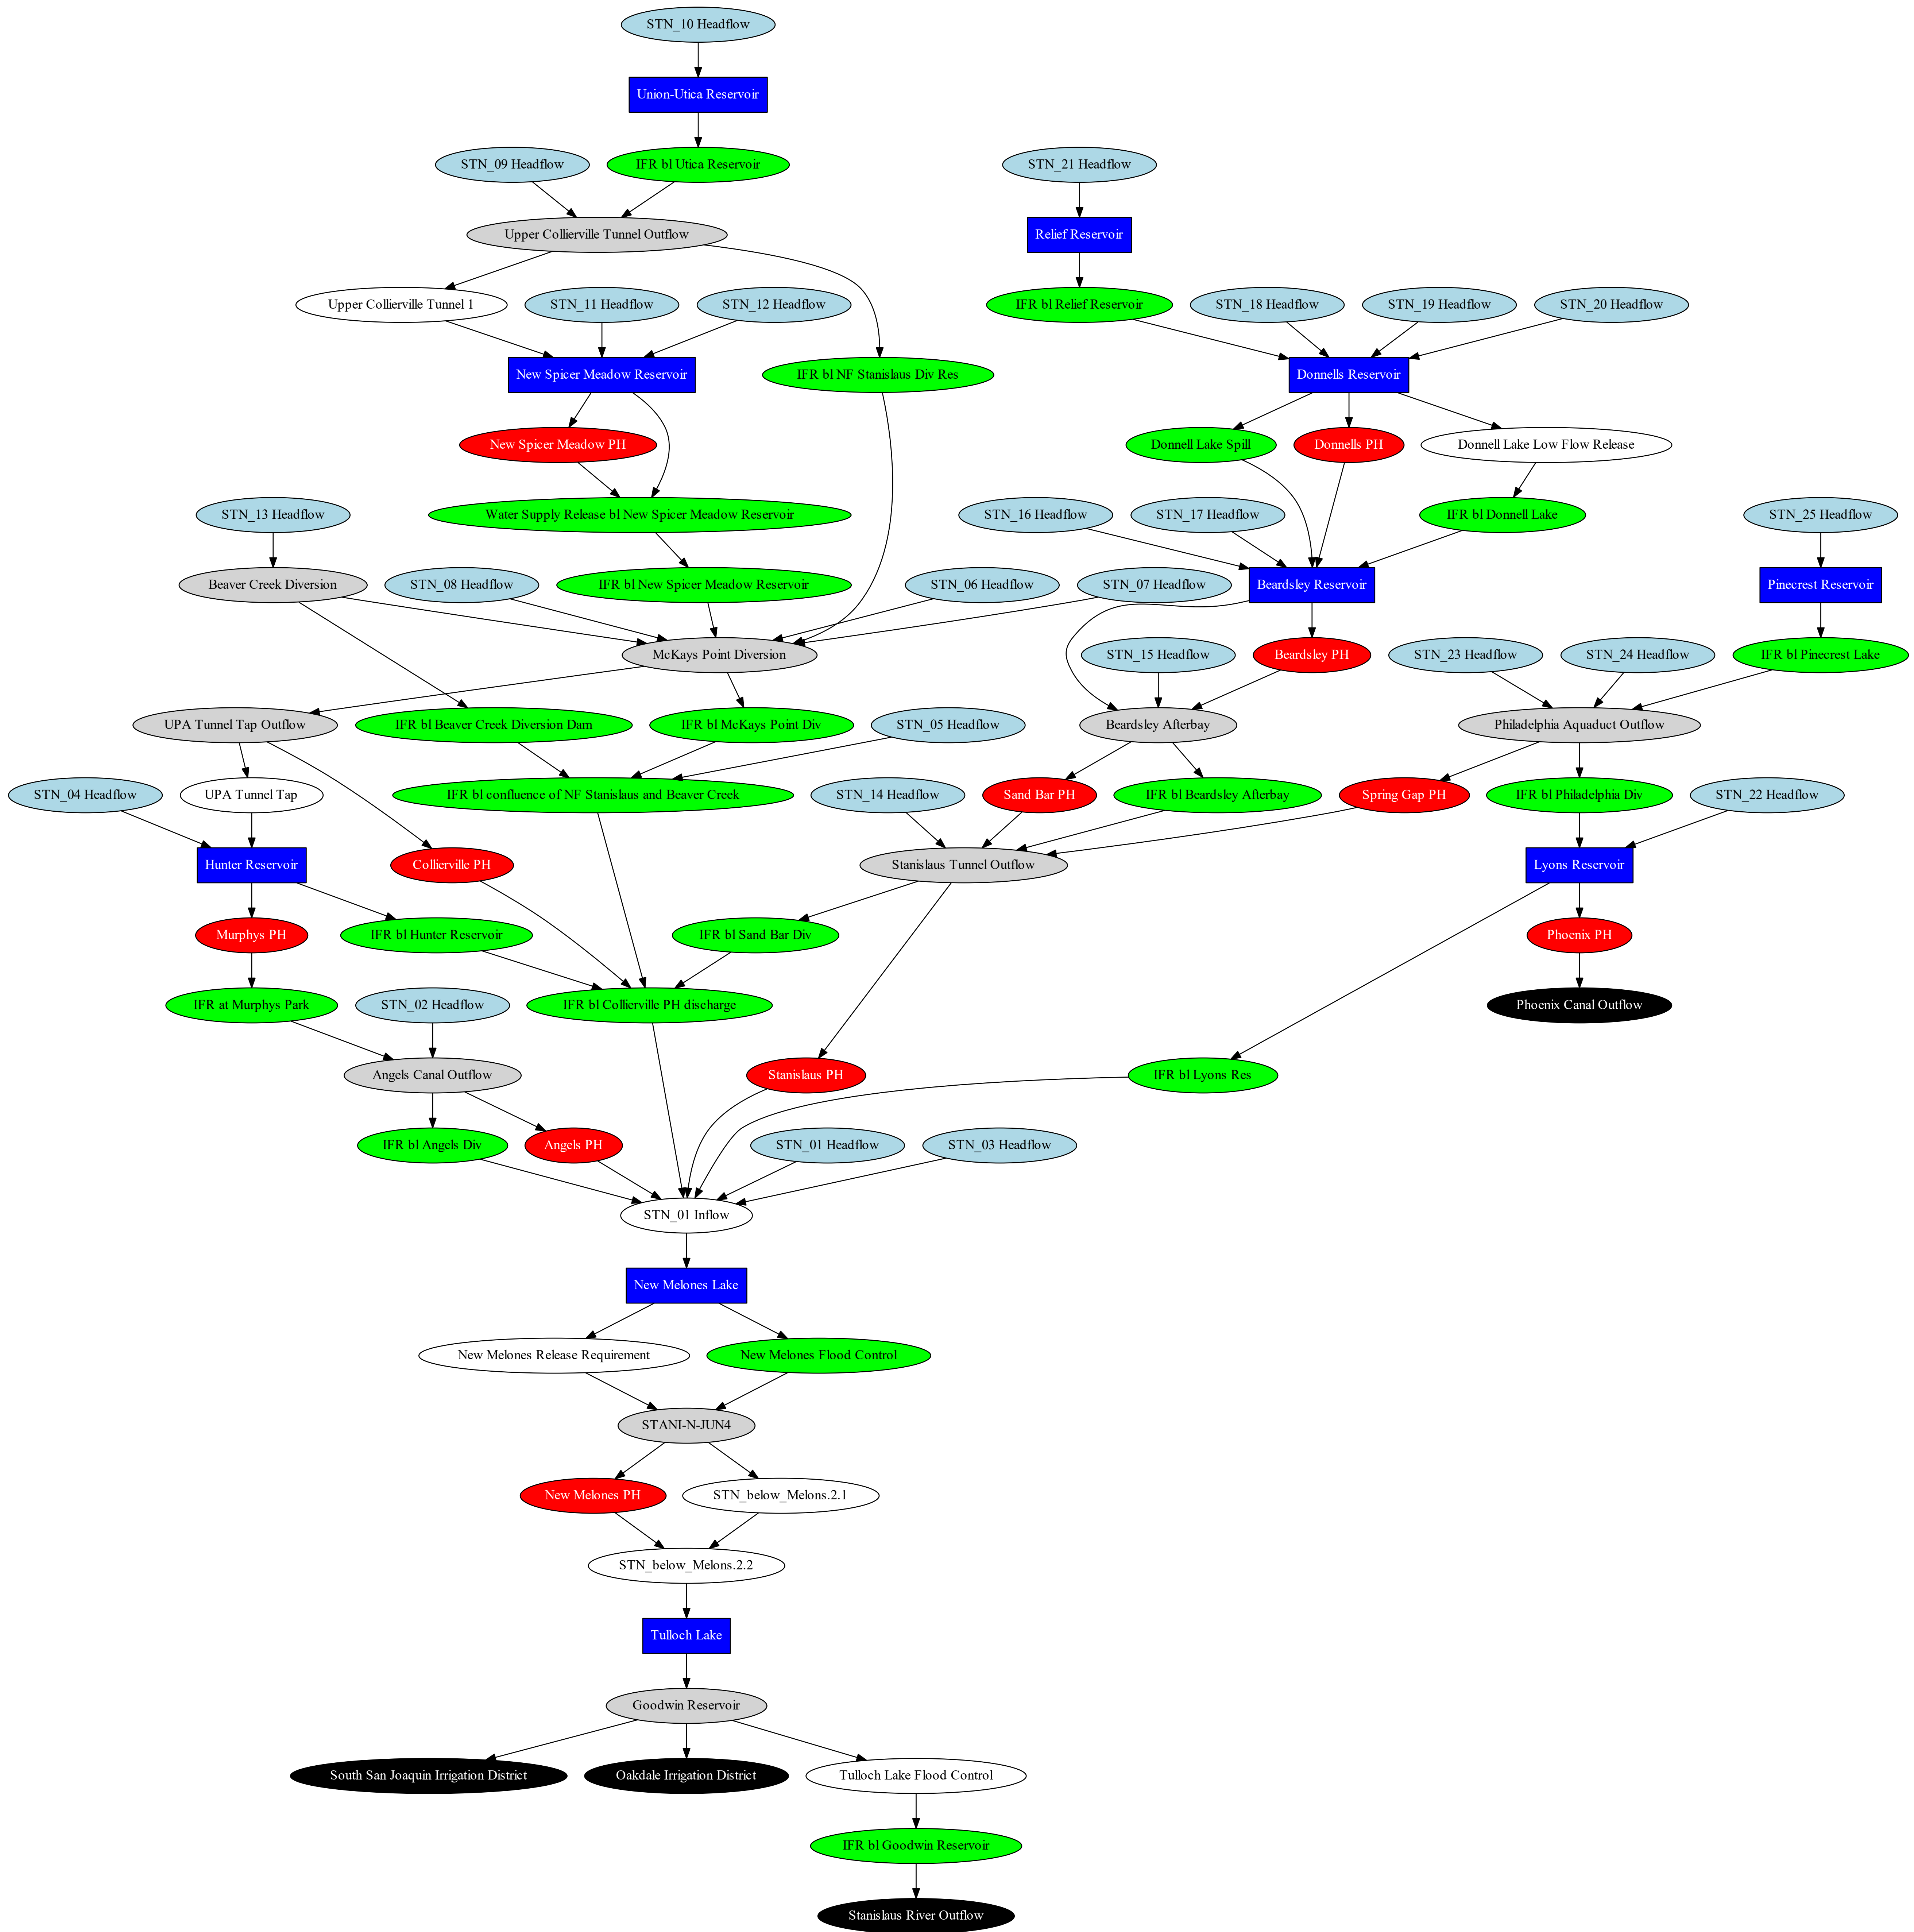 STN_10 Headflow
Union-Utica Reservoir
STN_09 Headflow
IFR bl Utica Reservoir
STN_21 Headflow
Upper Collierville Tunnel Outflow
Relief Reservoir
Upper Collierville Tunnel 1
STN_11 Headflow
STN_12 Headflow
IFR bl Relief Reservoir
STN_18 Headflow
STN_19 Headflow
STN_20 Headflow
New Spicer Meadow Reservoir
IFR bl NF Stanislaus Div Res
Donnells Reservoir
New Spicer Meadow PH
Donnell Lake Spill
Donnells PH
Donnell Lake Low Flow Release
STN_13 Headflow
Water Supply Release bl New Spicer Meadow Reservoir
STN_16 Headflow
STN_17 Headflow
IFR bl Donnell Lake
STN_25 Headflow
Beaver Creek Diversion
STN_08 Headflow
IFR bl New Spicer Meadow Reservoir
STN_06 Headflow
STN_07 Headflow
Beardsley Reservoir
Pinecrest Reservoir
McKays Point Diversion
STN_15 Headflow
Beardsley PH
STN_23 Headflow
STN_24 Headflow
IFR bl Pinecrest Lake
UPA Tunnel Tap Outflow
IFR bl Beaver Creek Diversion Dam
IFR bl McKays Point Div
STN_05 Headflow
Beardsley Afterbay
Philadelphia Aquaduct Outflow
STN_04 Headflow
UPA Tunnel Tap
IFR bl confluence of NF Stanislaus and Beaver Creek
STN_14 Headflow
Sand Bar PH
IFR bl Beardsley Afterbay
Spring Gap PH
IFR bl Philadelphia Div
STN_22 Headflow
Hunter Reservoir
Collierville PH
Stanislaus Tunnel Outflow
Lyons Reservoir
Murphys PH
IFR bl Hunter Reservoir
IFR bl Sand Bar Div
Phoenix PH
IFR at Murphys Park
STN_02 Headflow
IFR bl Collierville PH discharge
Phoenix Canal Outflow
Angels Canal Outflow
Stanislaus PH
IFR bl Lyons Res
IFR bl Angels Div
Angels PH
STN_01 Headflow
STN_03 Headflow
STN_01 Inflow
New Melones Lake
New Melones Release Requirement
New Melones Flood Control
STANI-N-JUN4
New Melones PH
STN_below_Melons.2.1
STN_below_Melons.2.2
Tulloch Lake
Goodwin Reservoir
South San Joaquin Irrigation District
Oakdale Irrigation District
Tulloch Lake Flood Control
IFR bl Goodwin Reservoir
Stanislaus River Outflow